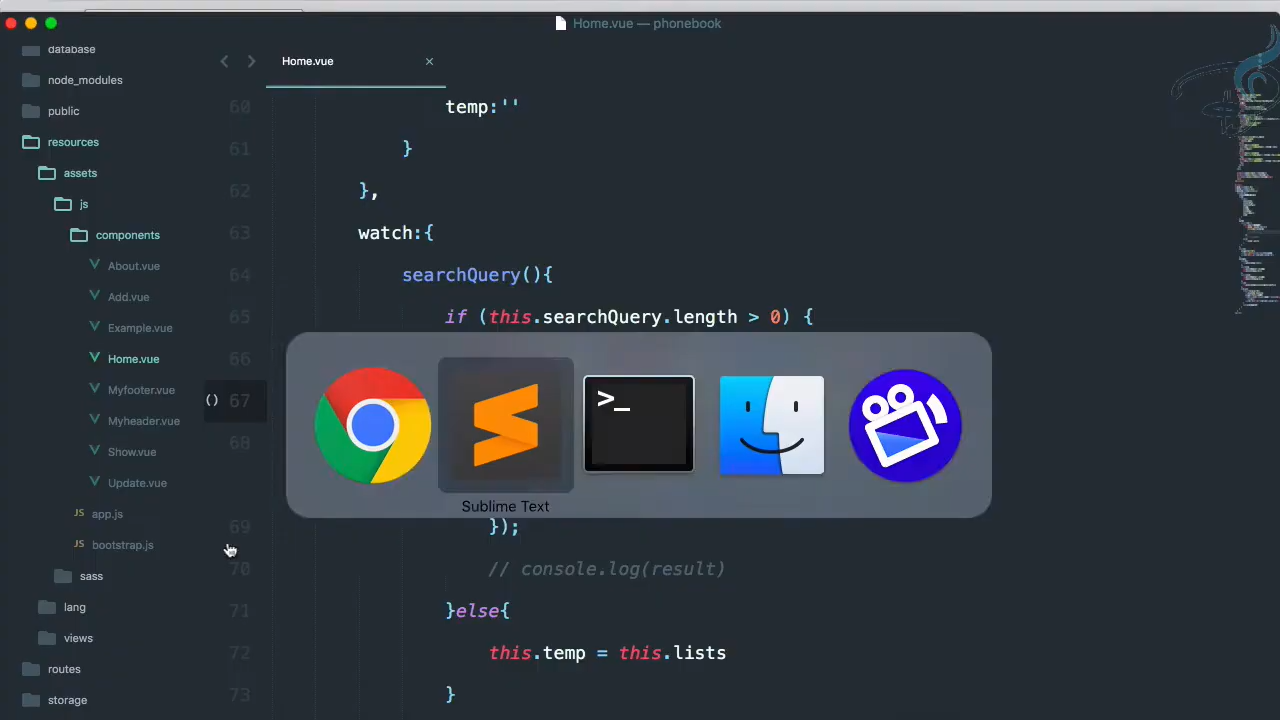 Home.vue — phonebook
database
node_modules
public
resources
assets
js
components
About.vue
Add.vue
Example.vue
Home.vue
Myfooter.vue
Myheader.vue
Show.vue
Update.vue
JS app.js
JS bootstrap.js
sass
lang
views
routes
storage
Home.vue ×
60 temp:''
61 }
62 },
63 watch:{
64 searchQuery(){
65 if (this.searchQuery.length > 0) {
66
() 67
68
>_
Sublime Text
69 });
70 // console.log(result)
71 }else{
72 this.temp = this.lists
73 }